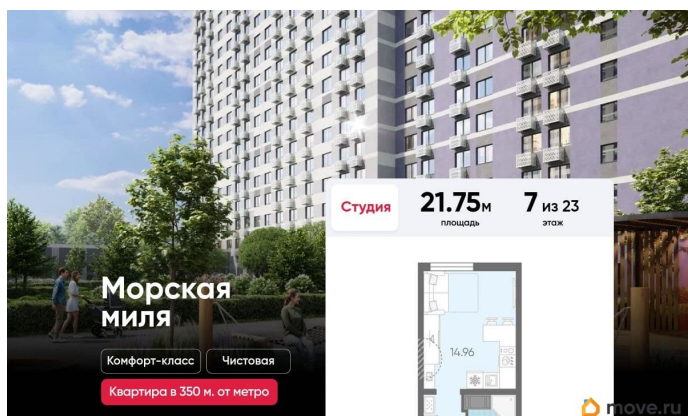 Студия
21.75м
площадь
7 из 23
этаж
Морская
миля
Комфорт-класс
Чистовая
Квартира в 350 м. от метро
14.96
move.ru